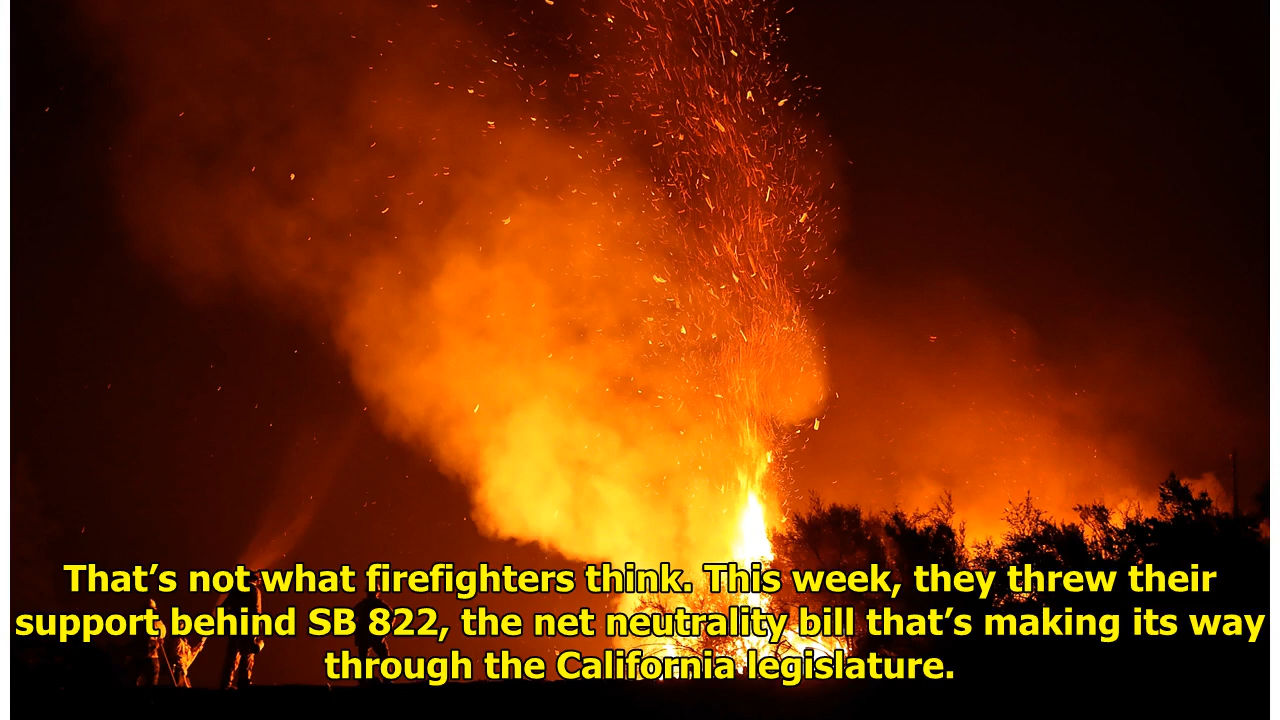 That’s not what firefighters think. This week, they threw their
support behind SB 822, the net neutrality bill that’s making its way
through the California legislature.